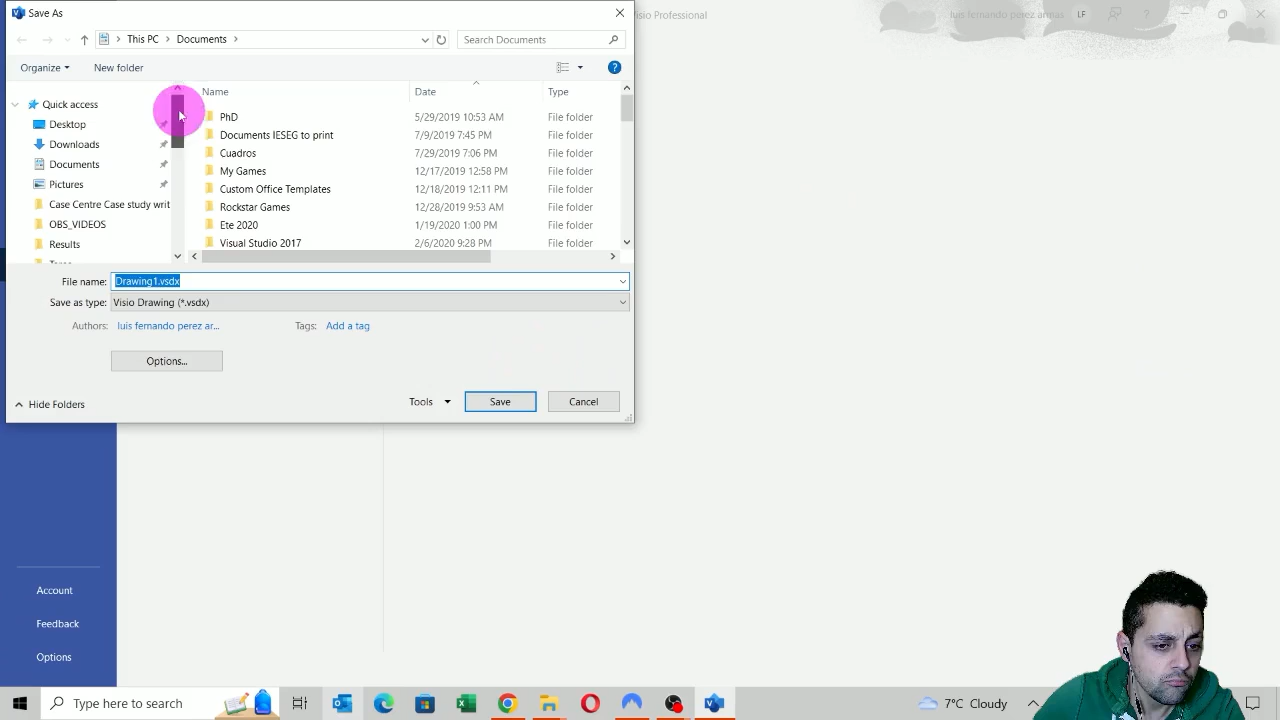 Save As
isio Professional
luis fernando perez armas
LF
?
This PC
Documents
Search Documents
Organize
New folder
?
Name
Date
Type
Quick access
Desktop
Downloads
Documents
Pictures
Case Centre Case study writ
OBS_VIDEOS
Results
PhD 5/29/2019 10:53 AM File folder
Documents IESEG to print 7/9/2019 7:45 PM File folder
Cuadros 7/29/2019 7:06 PM File folder
My Games 12/17/2019 12:58 PM File folder
Custom Office Templates 12/18/2019 12:11 PM File folder
Rockstar Games 12/28/2019 9:53 AM File folder
Ete 2020 1/19/2020 1:00 PM File folder
Visual Studio 2017 2/6/2020 9:28 PM File folder
File name: Drawing1.vsdx
Save as type: Visio Drawing (*.vsdx)
Authors: luis fernando perez ar...
Tags: Add a tag
Options...
Hide Folders
Tools
Save
Cancel
Account
Feedback
Options
Type here to search
7°C Cloudy